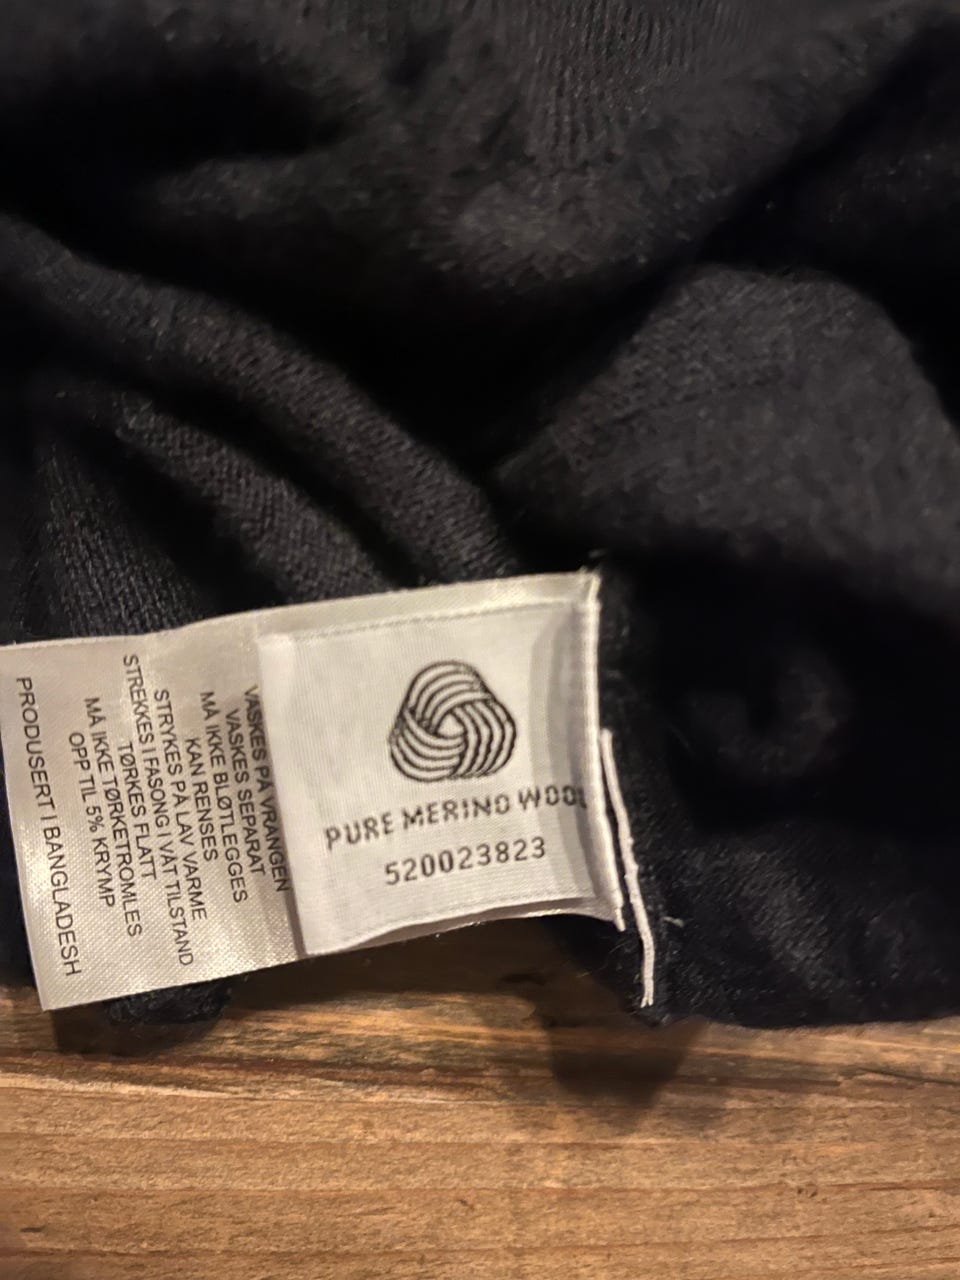 PURE MERINO WOOL
520023823
VASKES PÅ VRANGEN
VASKES SEPARAT
MÅ IKKE BLØTLEGGES
KAN RENSES
STRYKES PÅ LAV VARME
STREKKES I FASONG I VÅT TILSTAND
TØRKES FLATT
MÅ IKKE TØRKETROMLES
OPP TIL 5% KRYMP
PRODUSERT I BANGLADESH